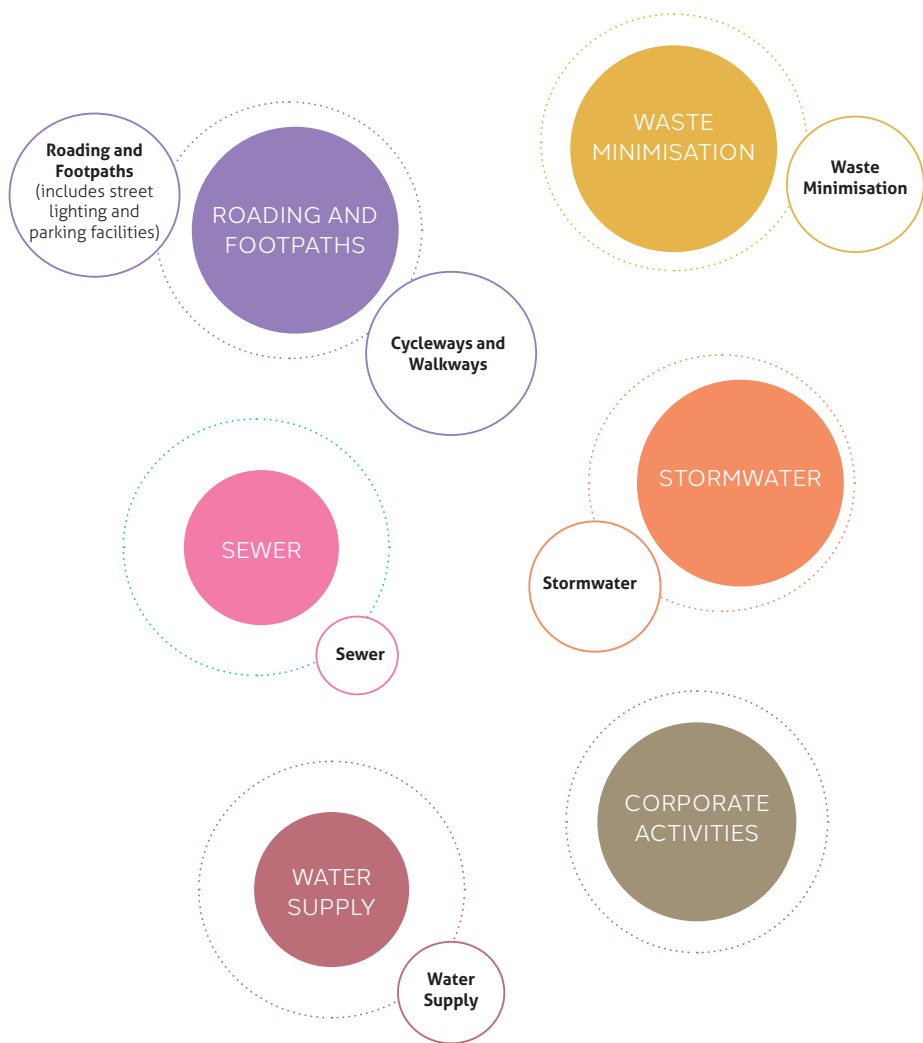 Roading and
Footpaths
(includes street
lighting and
parking facilities)
ROADING AND
FOOTPATHS
Cycleways and
Walkways
WASTE
MINIMISATION
Waste
Minimisation
SEWER
Sewer
STORMWATER
Stormwater
WATER
SUPPLY
Water
Supply
CORPORATE
ACTIVITIES